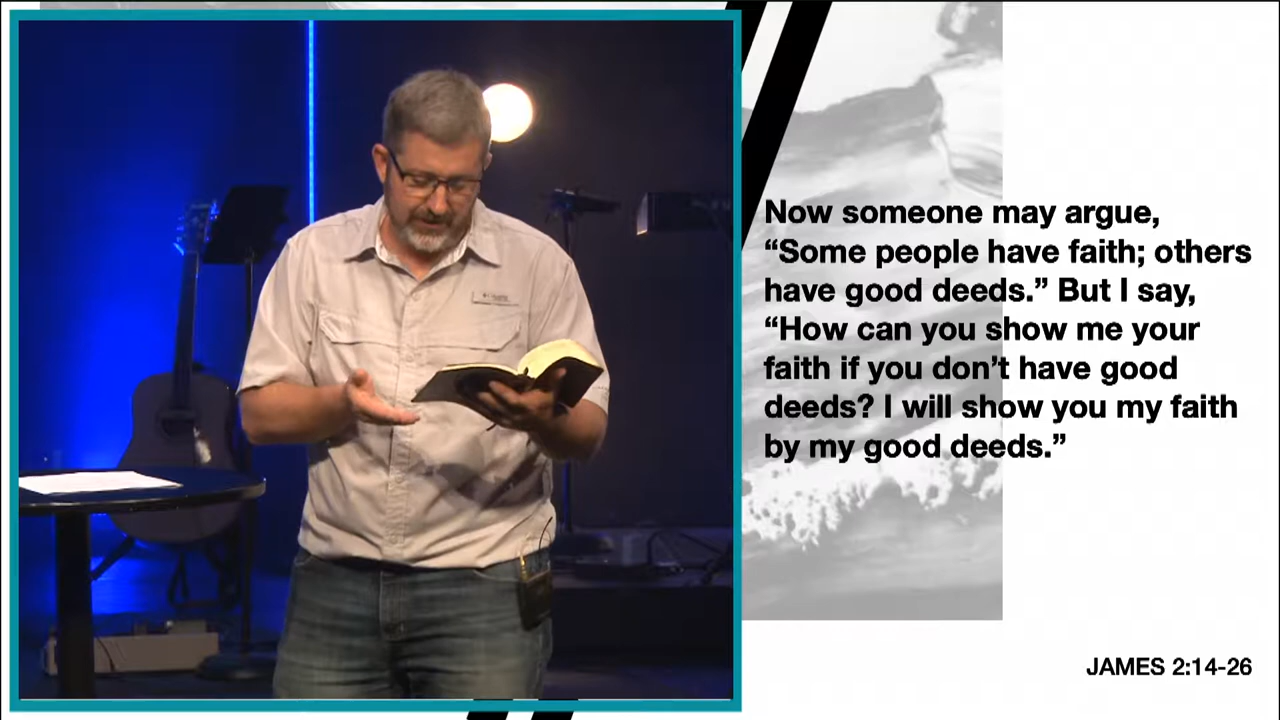 Now someone may argue,
“Some people have faith; others
have good deeds.” But I say,
“How can you show me your
faith if you don’t have good
deeds? I will show you my faith
by my good deeds.”
JAMES 2:14-26